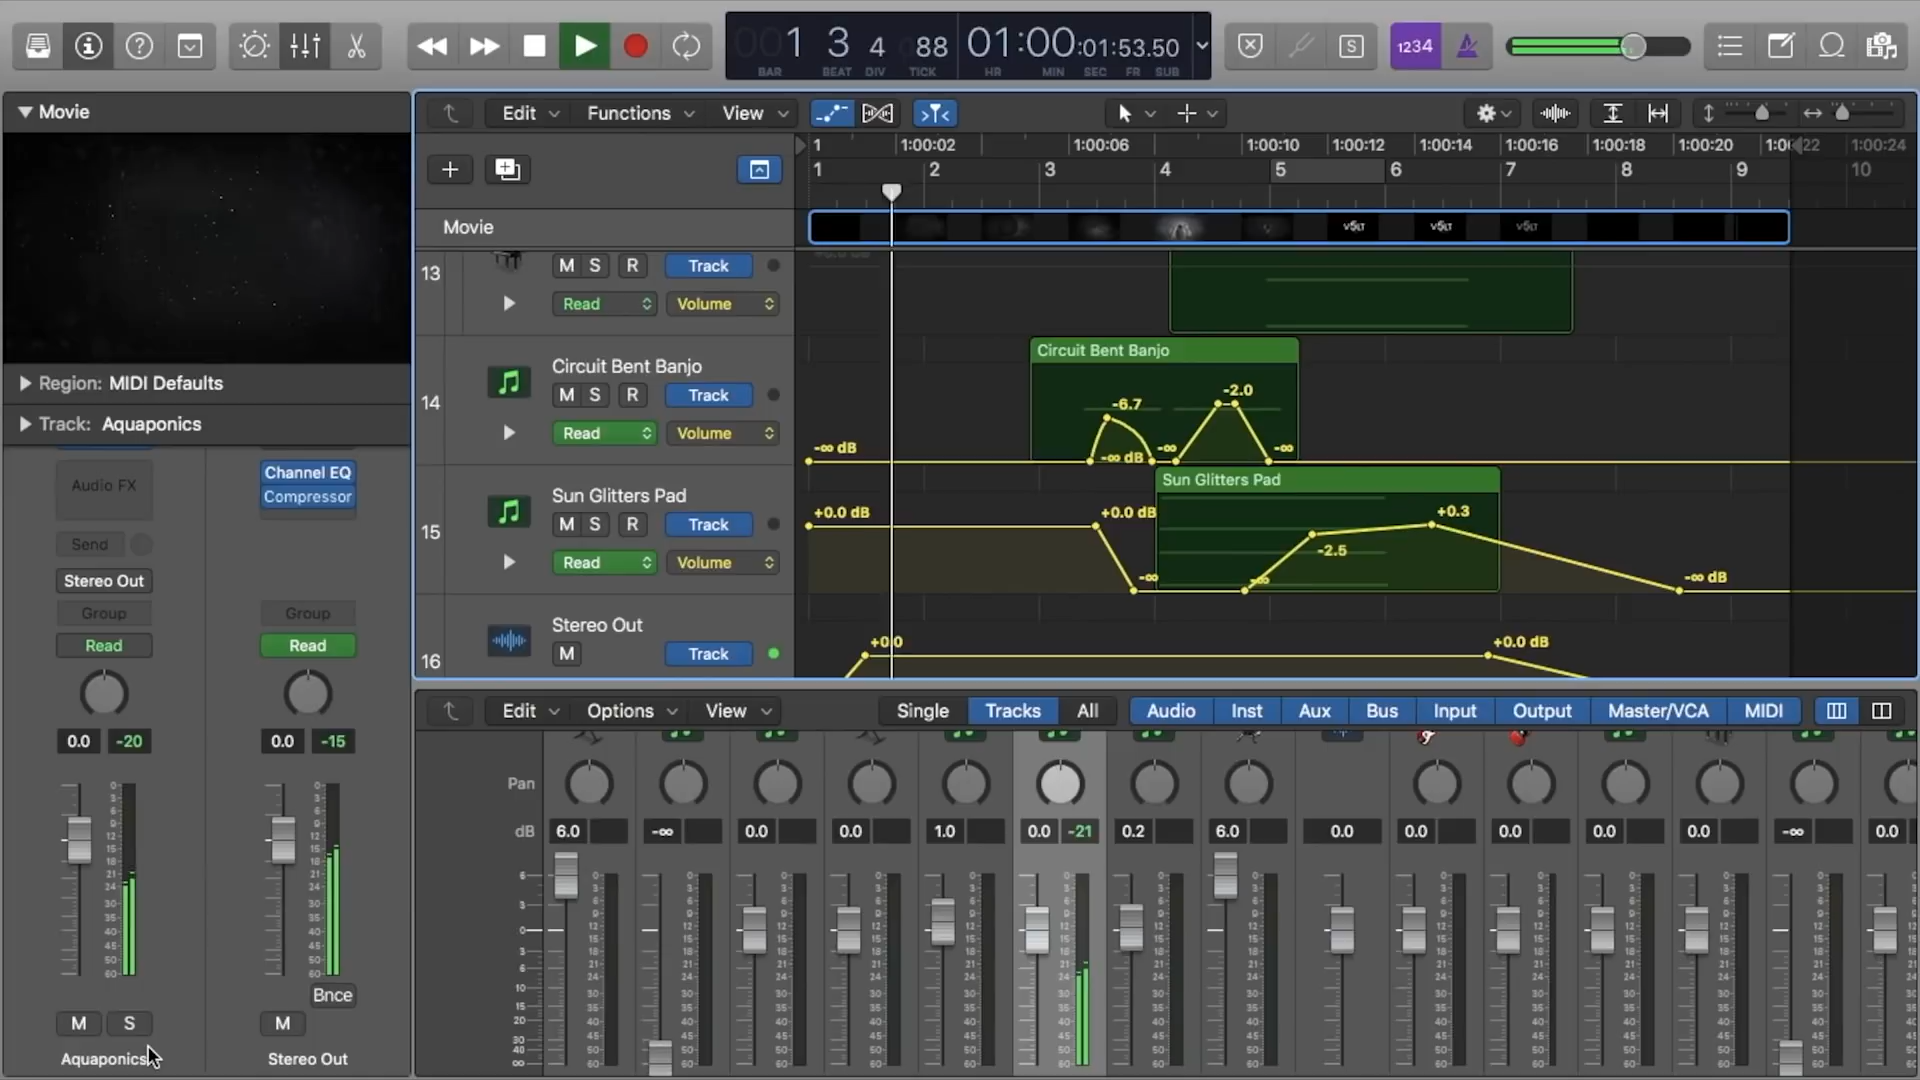 1 3 4 88 01:00:01:53.50
BAR BEAT DIV TICK HR MIN SEC FR SUB
S 1234
Movie
Edit Functions View
1 1:00:02 1:00:06 1:00:10 1:00:12 1:00:14 1:00:16 1:00:18 1:00:20 1:00:24
1 2 3 4 5 6 7 8 9 10
Movie
vSLT vSLT vSLT
13 M S R Track
Read Volume
Region: MIDI Defaults
Track: Aquaponics
Circuit Bent Banjo
14 Circuit Bent Banjo
M S R Track
Read Volume
-6.7 -2.0
-∞ dB -∞ dB -∞ -∞
Sun Glitters Pad
15 Sun Glitters Pad
M S R Track
Read Volume
+0.0 dB +0.0 dB +0.3
-2.5
-∞ -∞ -∞ dB
16 Stereo Out
M Track
+0.0 +0.0 dB
Audio FX
Channel EQ
Compressor
Send
Stereo Out
Group Group
Read Read
0.0 -20 0.0 -15
Bnce
M S M
Aquaponics Stereo Out
Edit Options View Single Tracks All Audio Inst Aux Bus Input Output Master/VCA MIDI
Pan
dB 6.0 -∞ 0.0 0.0 1.0 0.0 -21 0.2 6.0 0.0 0.0 0.0 0.0 0.0 -∞ 0.0